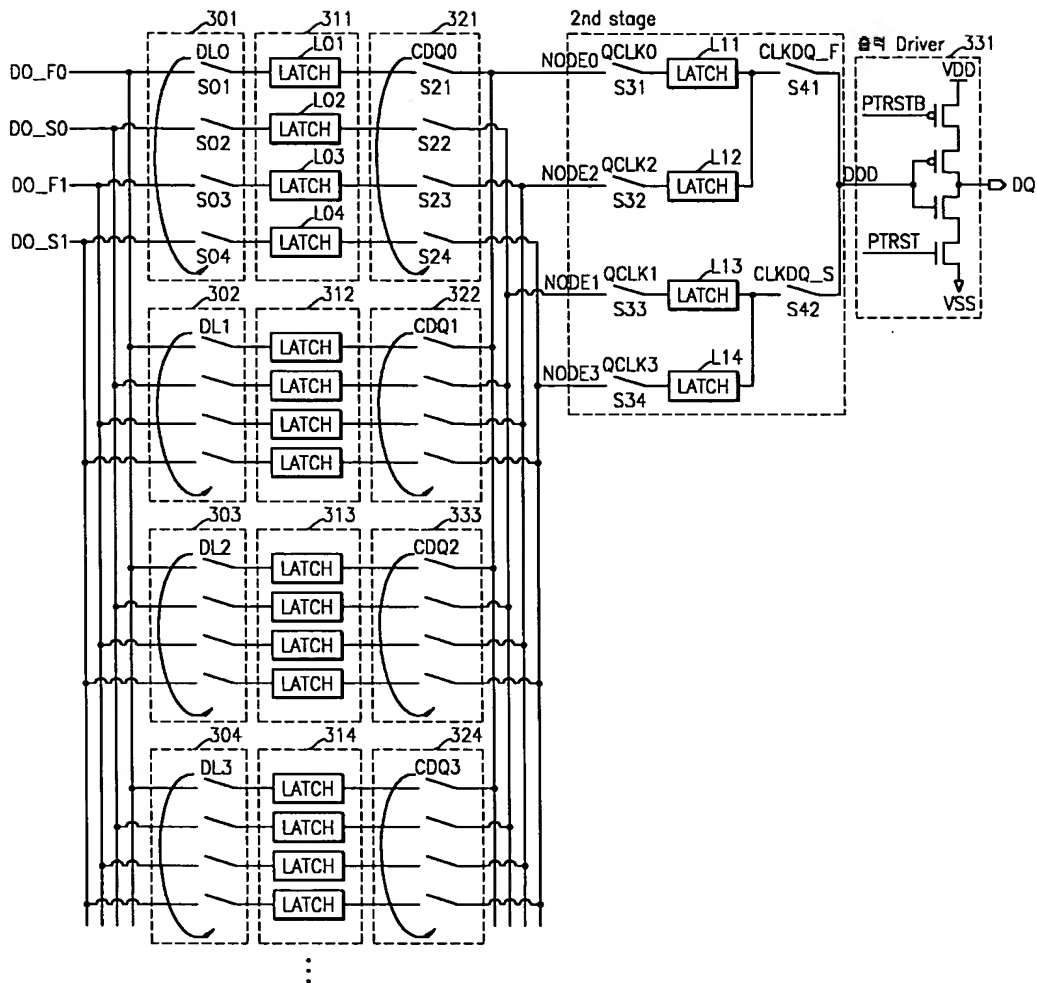 301
311
321
2nd stage
DL0
L01
CDQ0
DO_F0
LATCH
S01
S21
NODE0
QCLK0
L11
CLKDQ_F
LATCH
S31
S41
Driver
331
VDD
PTRSTB
DO_S0
L02
LATCH
S02
S22
DO_F1
L03
LATCH
S03
S23
NODE2
QCLK2
L12
LATCH
S32
DOD
DQ
PTRST
VSS
DO_S1
L04
LATCH
S04
S24
NODE1
QCLK1
L13
CLKDQ_S
LATCH
S33
S42
NODE3
QCLK3
L14
LATCH
S34
302
312
322
DL1
CDQ1
LATCH
LATCH
LATCH
LATCH
303
313
333
DL2
CDQ2
LATCH
LATCH
LATCH
LATCH
304
314
324
DL3
CDQ3
LATCH
LATCH
LATCH
LATCH